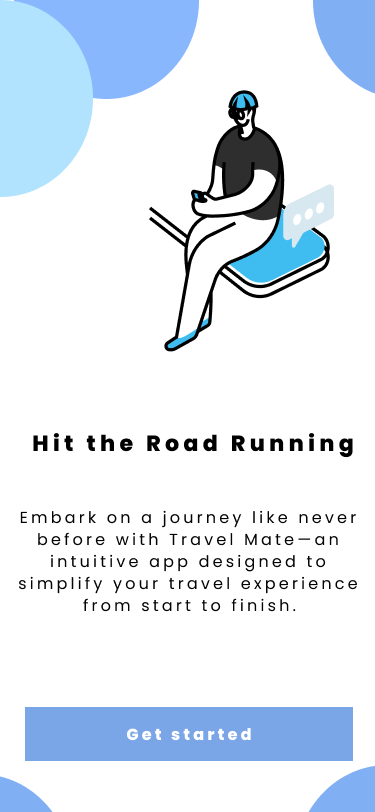 Hit the Road Running
Embark on a journey like never
before with Travel Mate—an
intuitive app designed to
simplify your travel experience
from start to finish.
Get started